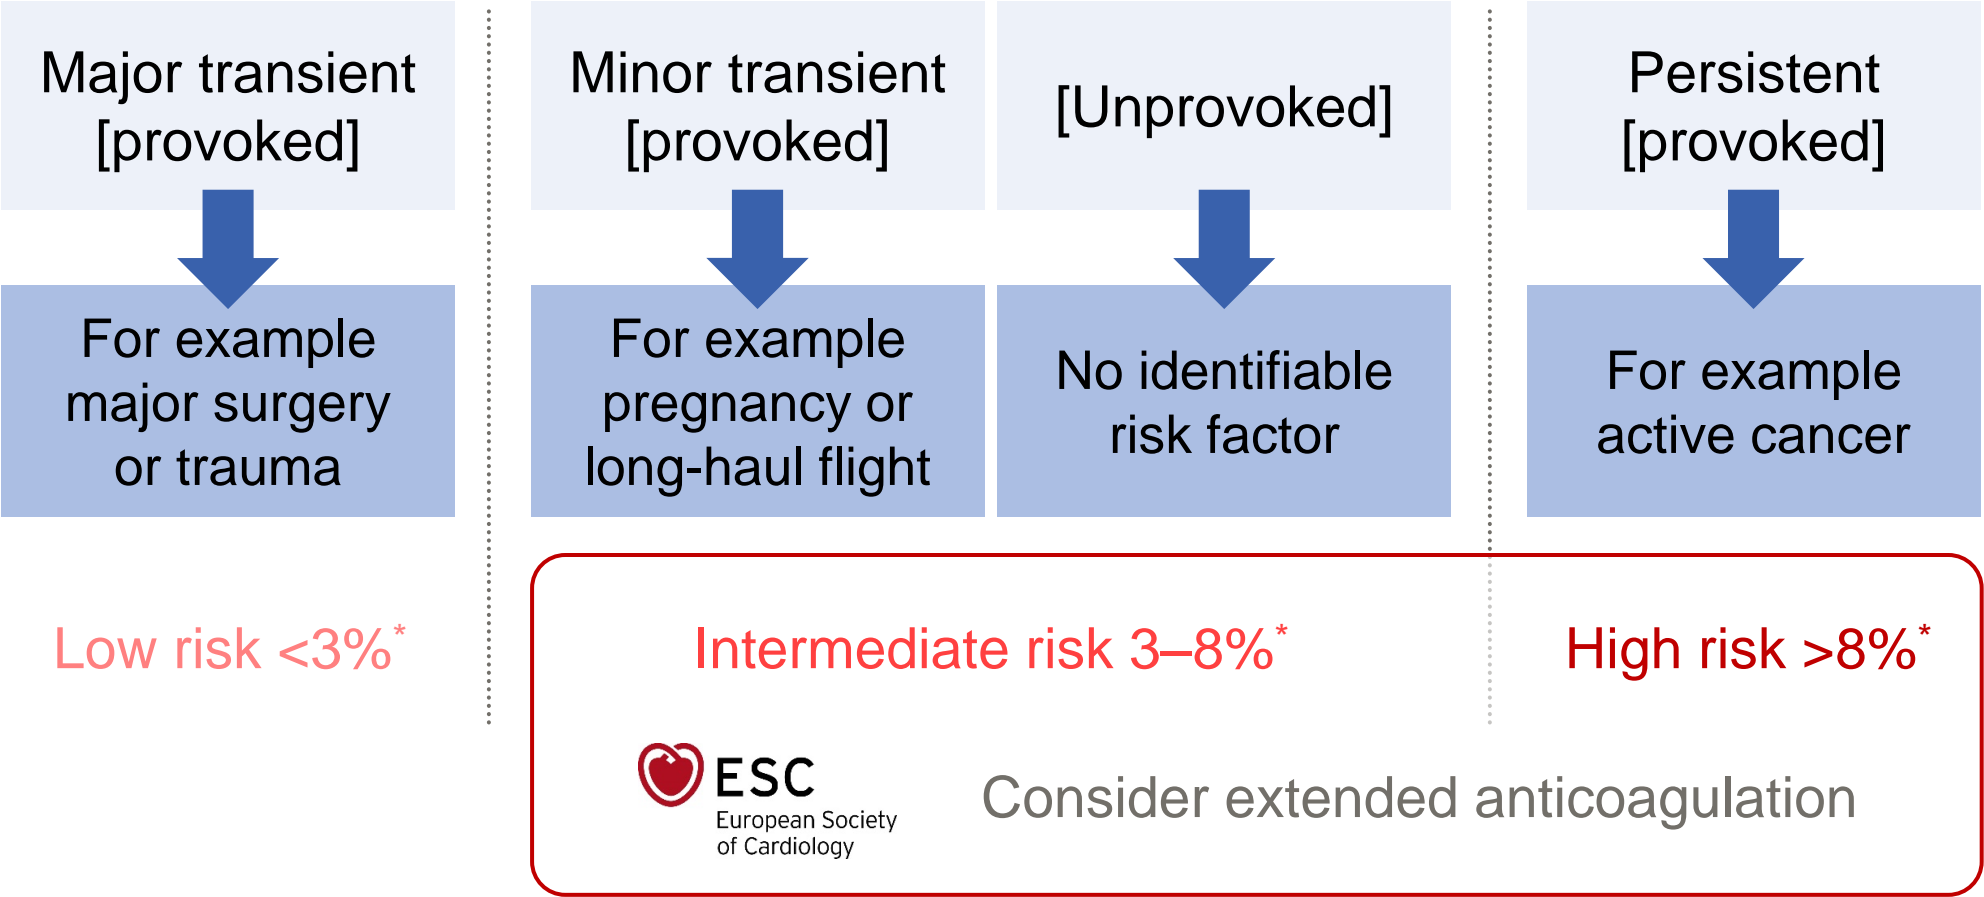 Major transient
[provoked]
For example
major surgery
or trauma
Low risk <3%*
Minor transient
[provoked]
For example
pregnancy or
long-haul flight
[Unprovoked]
No identifiable
risk factor
Intermediate risk 3–8%*
Persistent
[provoked]
For example
active cancer
High risk >8%*
ESC
European Society
of Cardiology
Consider extended anticoagulation